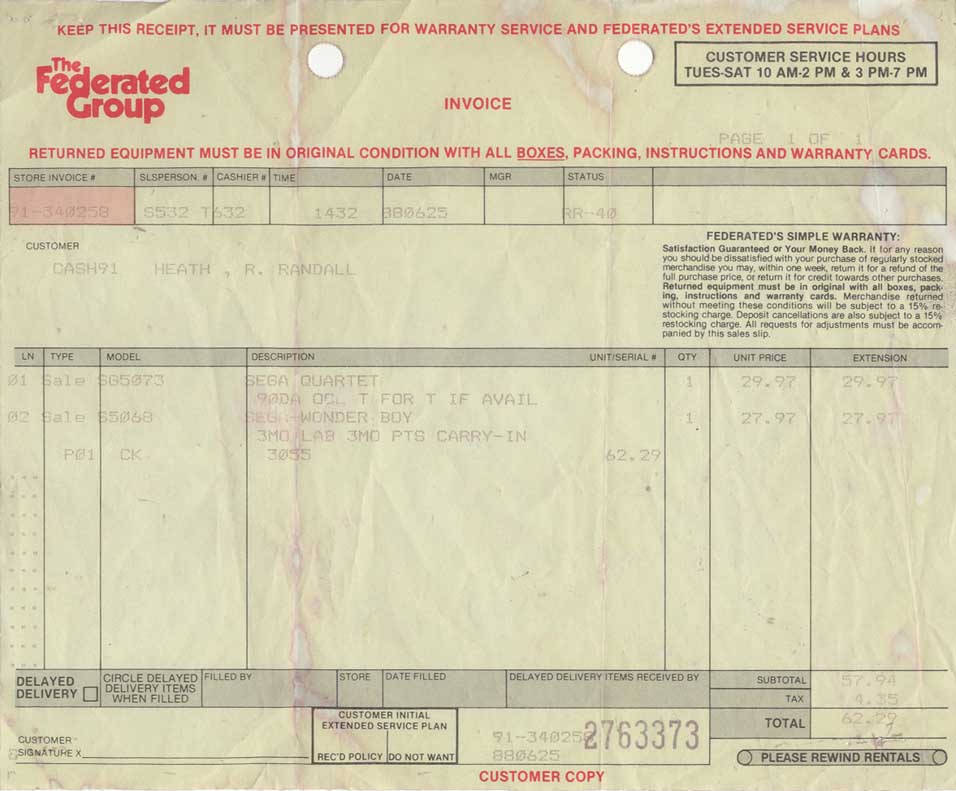 KEEP THIS RECEIPT, IT MUST BE PRESENTED FOR WARRANTY SERVICE AND FEDERATED'S EXTENDED SERVICE PLANS
The
Federated
Group
CUSTOMER SERVICE HOURS
TUES-SAT 10 AM-2 PM & 3 PM-7 PM
INVOICE
PAGE 1 OF 1
RETURNED EQUIPMENT MUST BE IN ORIGINAL CONDITION WITH ALL BOXES, PACKING, INSTRUCTIONS AND WARRANTY CARDS.
STORE INVOICE # SLSPERSON. # CASHIER # TIME DATE MGR STATUS
91-340258 S532 T632 1432 880625 RR-40
CUSTOMER
CASH91 HEATH , R. RANDALL
FEDERATED'S SIMPLE WARRANTY:
Satisfaction Guaranteed or Your Money Back. If for any reason
you should be dissatisfied with your purchase of regularly stocked
merchandise you may, within one week, return it for a refund of the
full purchase price, or return it for credit towards other purchases.
Returned equipment must be in original with all boxes, pack-
ing, instructions and warranty cards. Merchandise returned
without meeting these conditions will be subject to a 15% re-
stocking charge. Deposit cancellations are also subject to a 15%
restocking charge. All requests for adjustments must be accom-
panied by this sales slip.
LN TYPE MODEL DESCRIPTION UNIT/SERIAL # QTY UNIT PRICE EXTENSION
01 Sale SG5073 SEGA QUARTET 1 29.97 29.97
90DA OCL T FOR T IF AVAIL
02 Sale S5068 SEGA WONDER BOY 1 27.97 27.97
3MO LAB 3MO PTS CARRY-IN
P01 CK 3055 62.29
DELAYED
DELIVERY
CIRCLE DELAYED
DELIVERY ITEMS
WHEN FILLED
FILLED BY STORE DATE FILLED DELAYED DELIVERY ITEMS RECEIVED BY
SUBTOTAL 57.94
TAX 4.35
TOTAL 62.29
CUSTOMER INITIAL
EXTENDED SERVICE PLAN
REC'D POLICY DO NOT WANT
CUSTOMER
SIGNATURE X
91-340258 2763373
880625
PLEASE REWIND RENTALS
CUSTOMER COPY